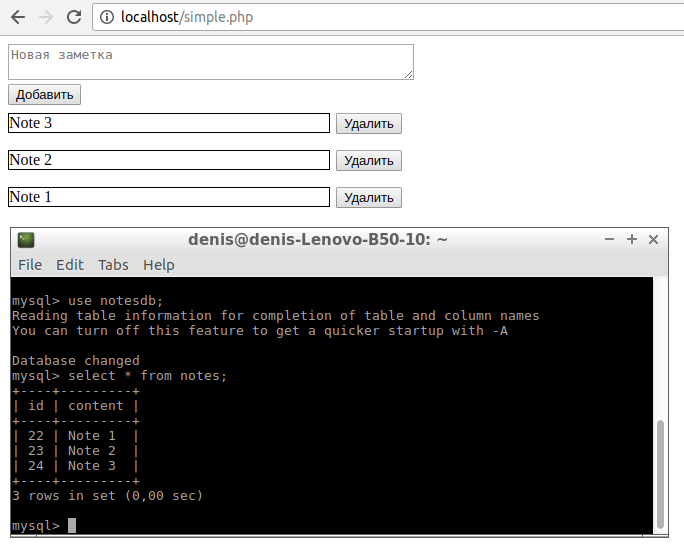 localhost/simple.php
Новая заметка
Добавить
Note 3 Удалить
Note 2 Удалить
Note 1 Удалить
denis@denis-Lenovo-B50-10: ~
File Edit Tabs Help
mysql> use notesdb;
Reading table information for completion of table and column names
You can turn off this feature to get a quicker startup with -A
Database changed
mysql> select * from notes;
+----+---------+
| id | content |
+----+---------+
| 22 | Note 1  |
| 23 | Note 2  |
| 24 | Note 3  |
+----+---------+
3 rows in set (0,00 sec)
mysql>